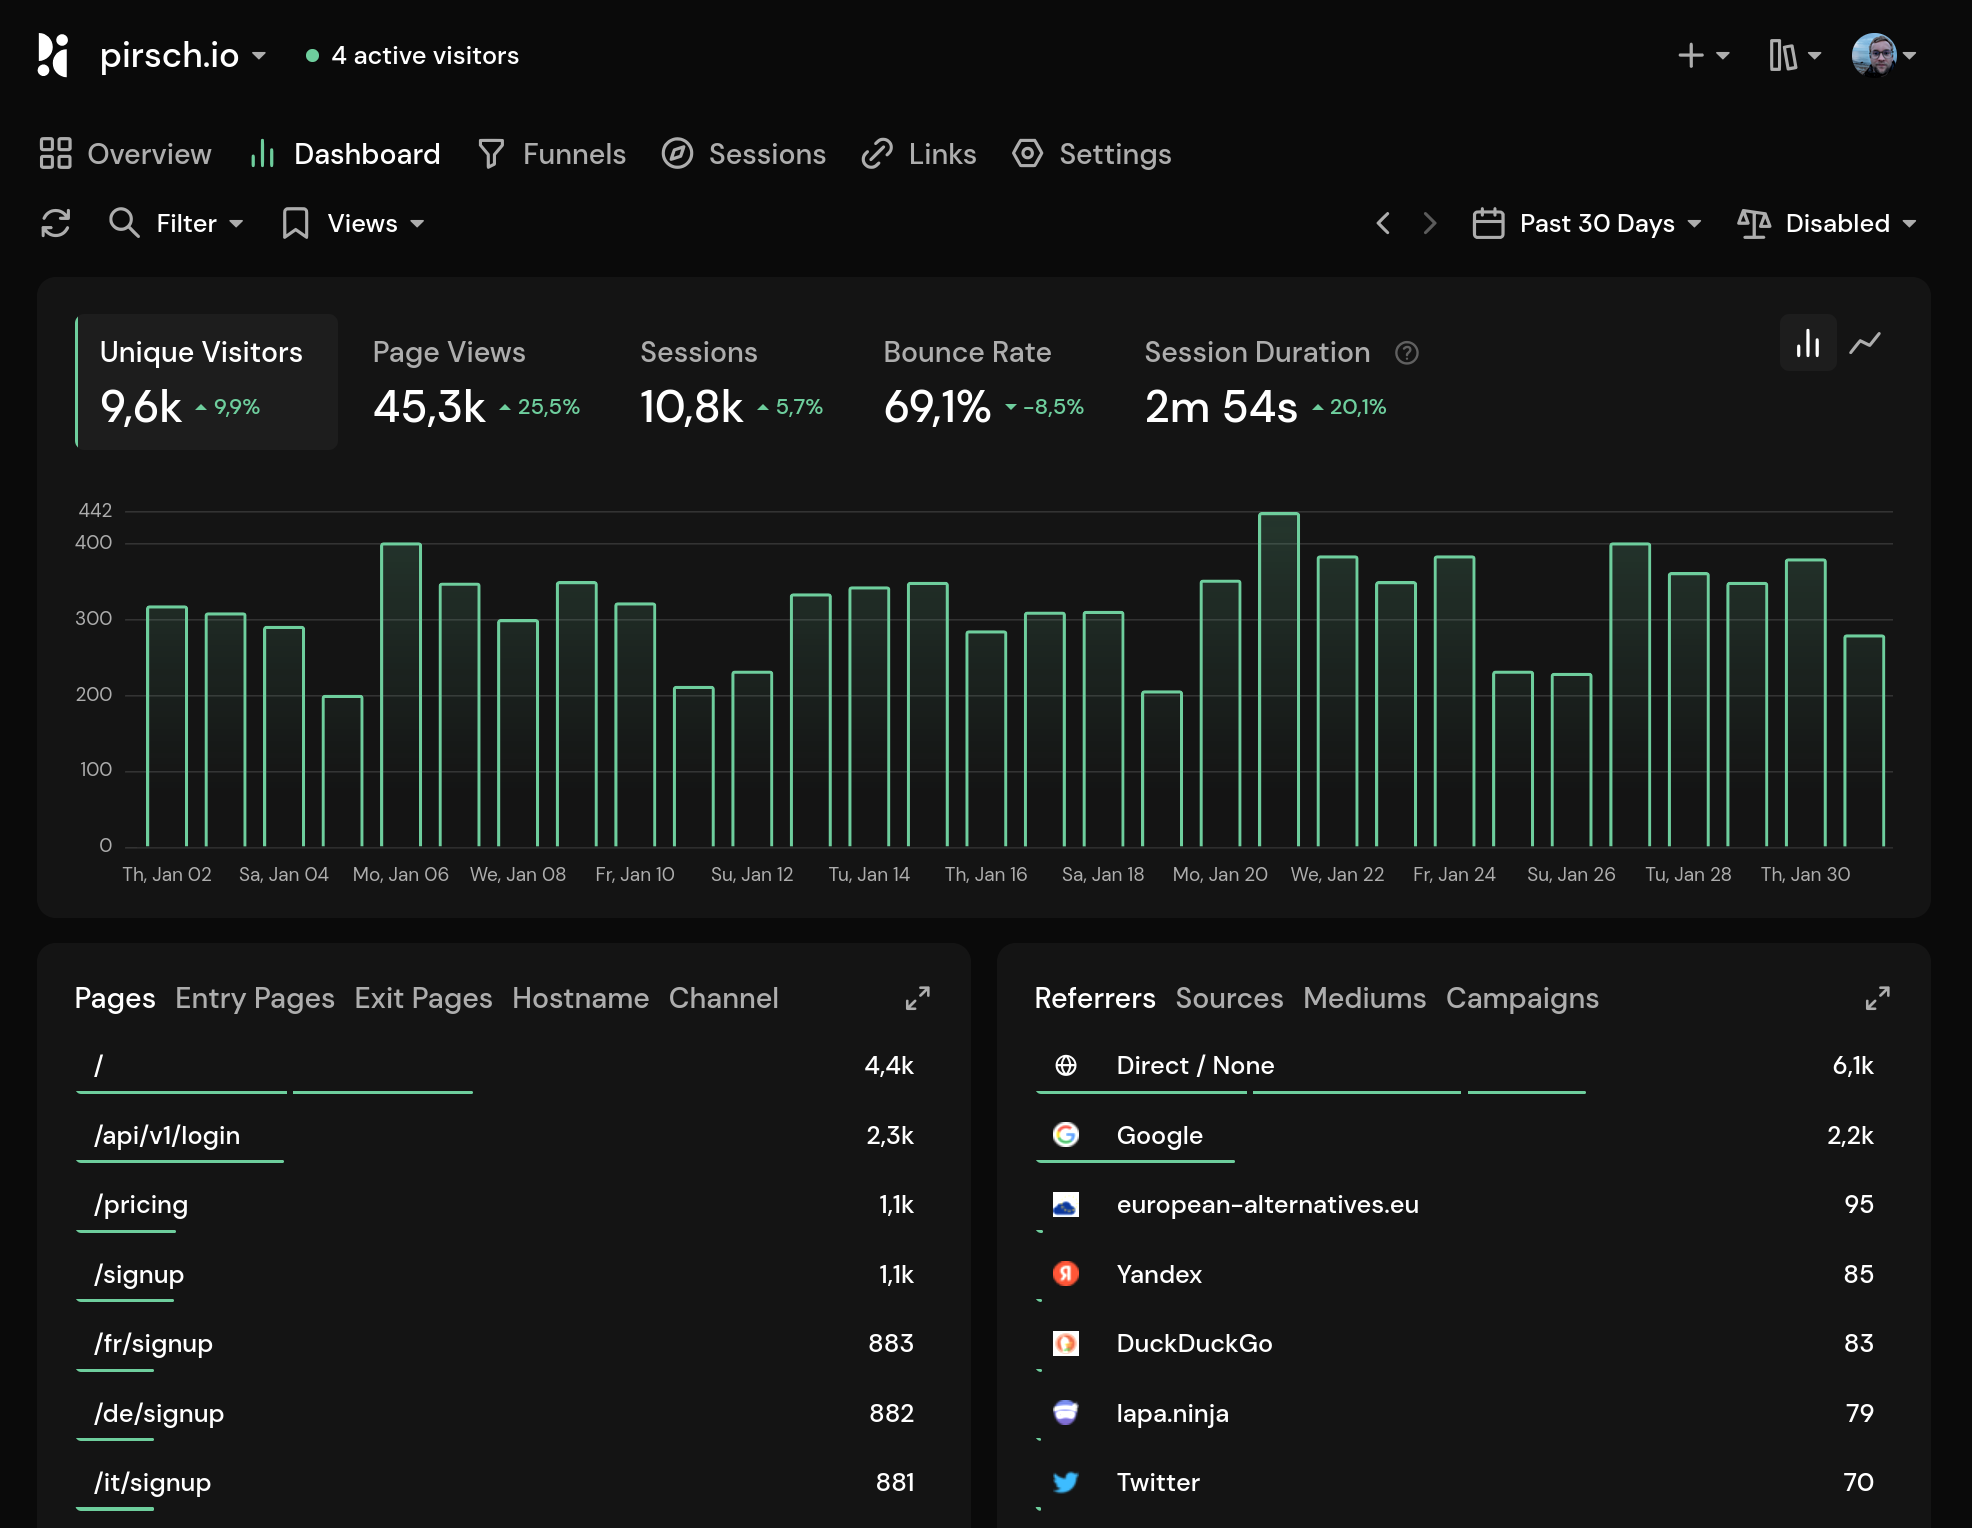 pirsch.io 4 active visitors
Overview Dashboard Funnels Sessions Links Settings
Filter Views Past 30 Days Disabled
Unique Visitors Page Views Sessions Bounce Rate Session Duration ?
9,6k 9,9% 45,3k 25,5% 10,8k 5,7% 69,1% -8,5% 2m 54s 20,1%
442
400
300
200
100
0
Th, Jan 02 Sa, Jan 04 Mo, Jan 06 We, Jan 08 Fr, Jan 10 Su, Jan 12 Tu, Jan 14 Th, Jan 16 Sa, Jan 18 Mo, Jan 20 We, Jan 22 Fr, Jan 24 Su, Jan 26 Tu, Jan 28 Th, Jan 30
Pages Entry Pages Exit Pages Hostname Channel
/ 4,4k
/api/v1/login 2,3k
/pricing 1,1k
/signup 1,1k
/fr/signup 883
/de/signup 882
/it/signup 881
Referrers Sources Mediums Campaigns
Direct / None 6,1k
Google 2,2k
european-alternatives.eu 95
Yandex 85
DuckDuckGo 83
lapa.ninja 79
Twitter 70